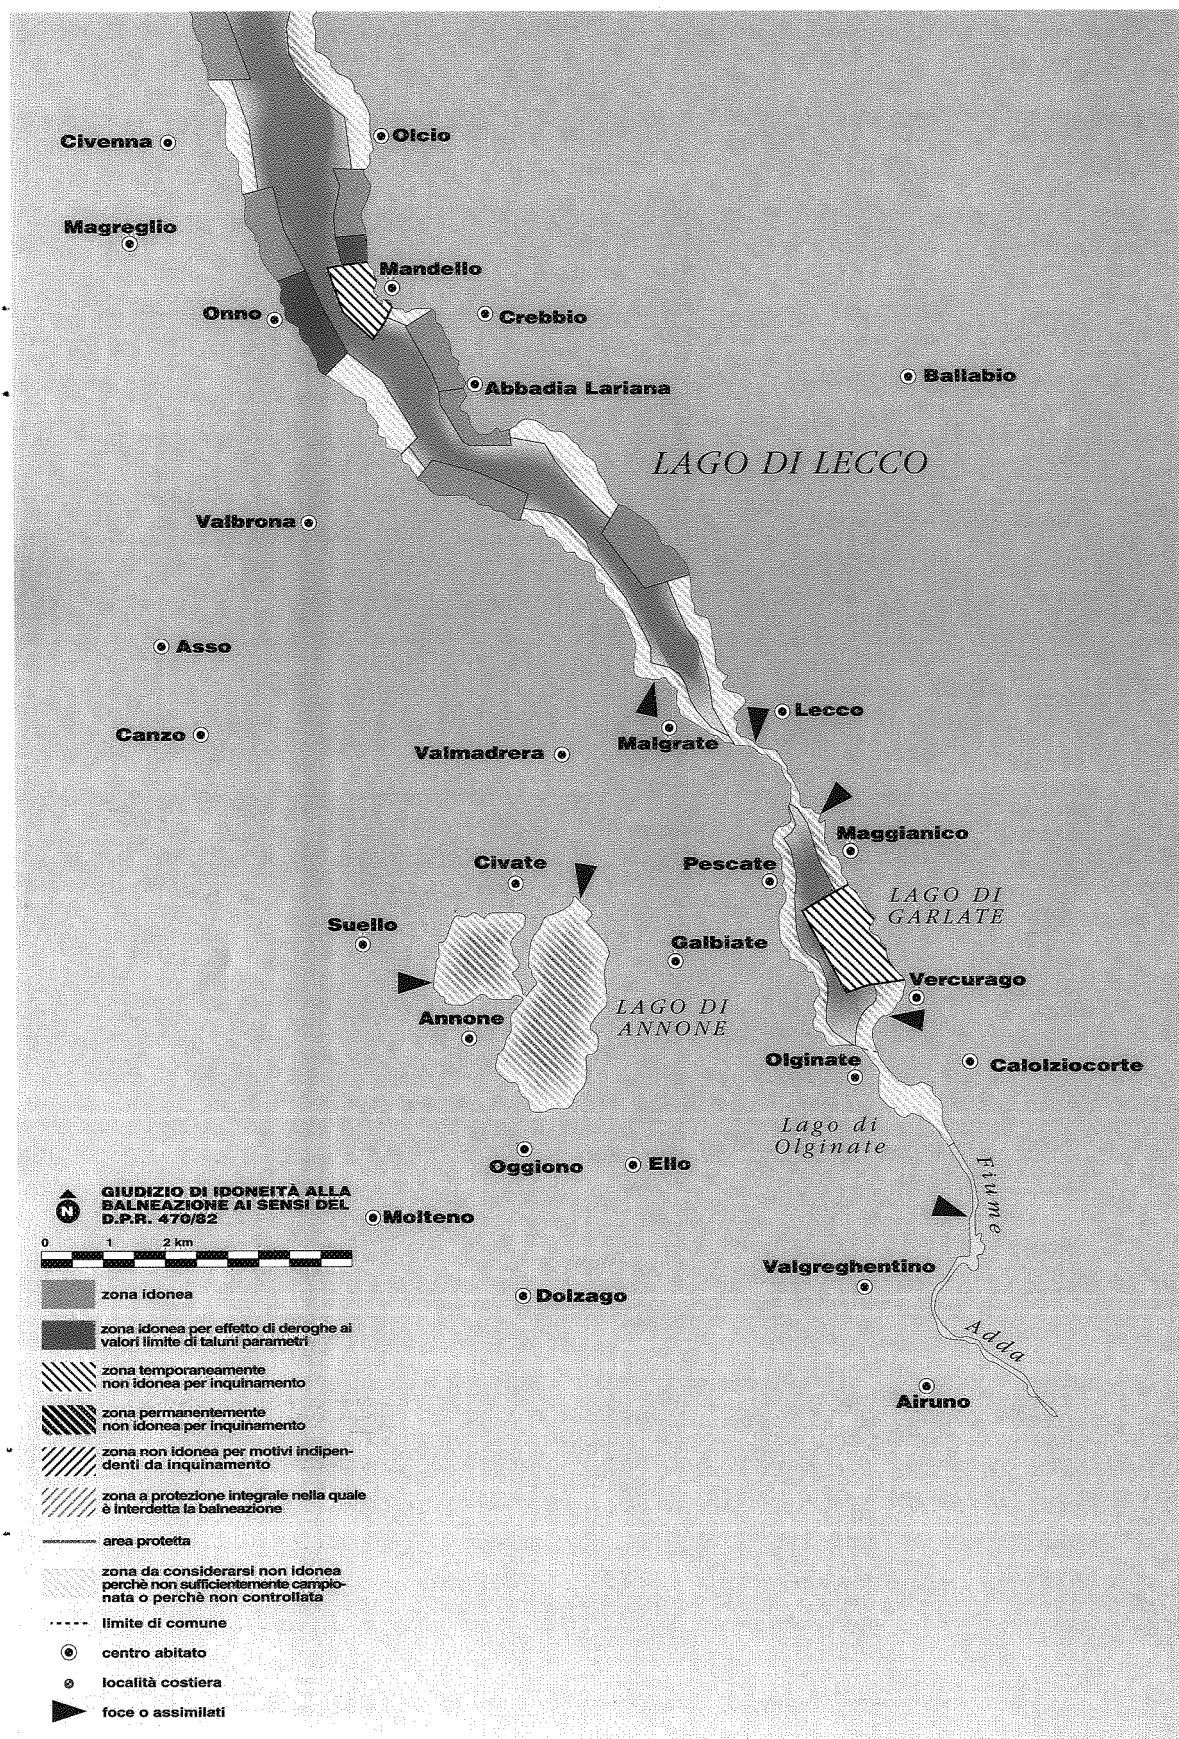 Civenna
Olcio
Magreglio
Mandello
Onno
Crebbio
Abbadia Lariana
Ballabio
LAGO DI LECCO
Valbrona
Asso
Lecco
Canzo
Malgrate
Valmadrera
Maggianico
Civate
Pescate
LAGO DI
GARLATE
Suello
Galbiate
Vercurago
LAGO DI
ANNONE
Annone
Olginate
Calolziocorte
Lago di
Olginate
Oggiono
Ello
Fiume
GIUDIZIO DI IDONEITÀ ALLA
BALNEAZIONE AI SENSI DEL
D.P.R. 470/82
N
Molteno
0 1 2 km
Valgreghentino
zona idonea
Dolzago
zona idonea per effetto di deroghe ai
valori limite di taluni parametri
Adda
zona temporaneamente
non idonea per inquinamento
Airuno
zona permanentemente
non idonea per inquinamento
zona non idonea per motivi indipen-
denti da inquinamento
zona a protezione integrale nella quale
è interdetta la balneazione
area protetta
zona da considerarsi non idonea
perchè non sufficientemente campio-
nata o perchè non controllata
limite di comune
centro abitato
località costiera
foce o assimilati